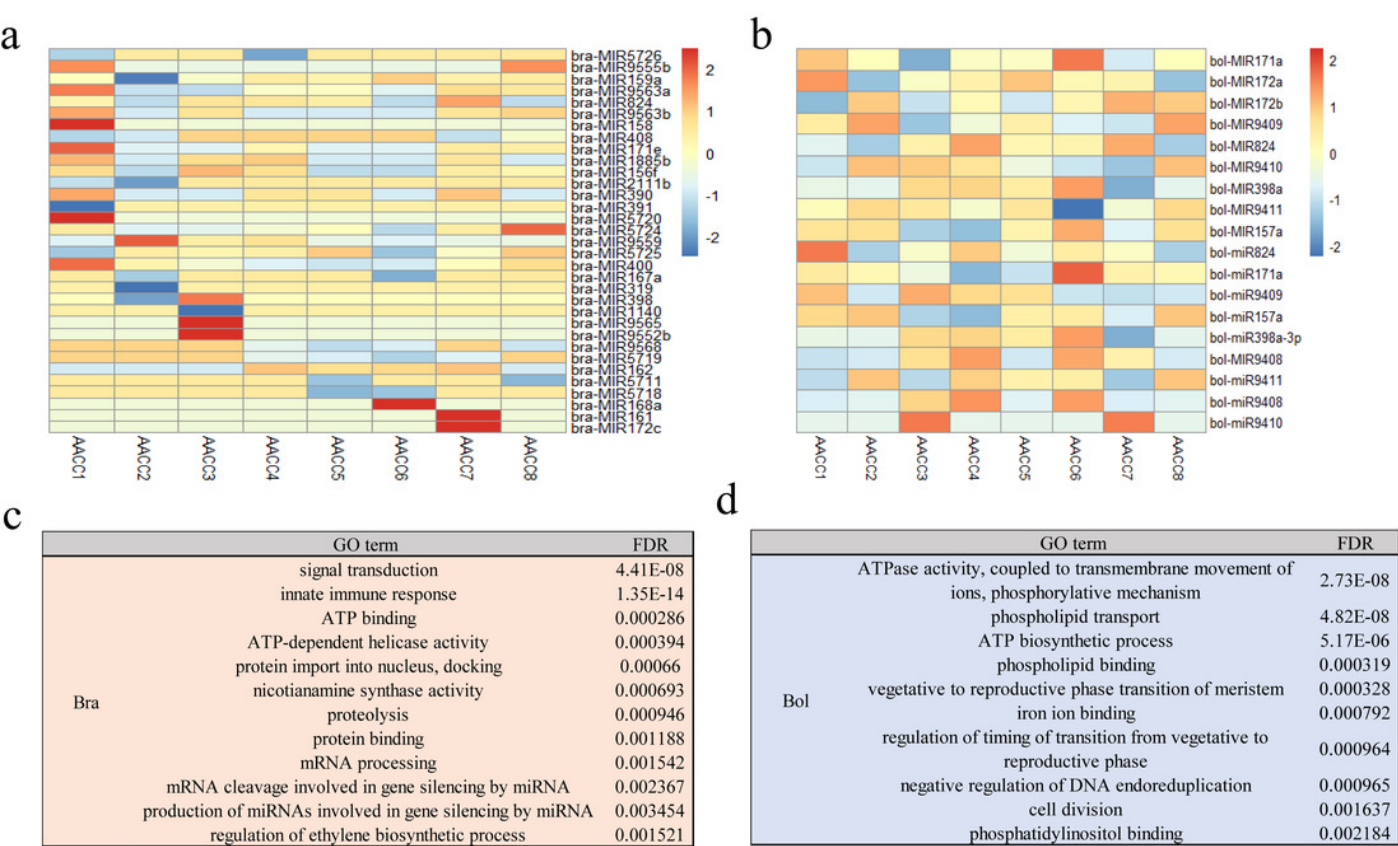 a
bra-MIR5726
bra-MIR9555b
bra-MIR159a
bra-MIR9563a
bra-MIR824
bra-MIR9563b
bra-MIR158
bra-MIR408
bra-MIR171e
bra-MIR1885b
bra-MIR156f
bra-MIR2111b
bra-MIR390
bra-MIR391
bra-MIR5720
bra-MIR5724
bra-MIR9559
bra-MIR5725
bra-MIR400
bra-MIR167a
bra-MIR319
bra-MIR398
bra-MIR1140
bra-MIR9565
bra-MIR9552b
bra-MIR9568
bra-MIR5719
bra-MIR162
bra-MIR5711
bra-MIR5718
bra-MIR168a
bra-MIR161
bra-MIR172c
2
1
0
-1
-2
AACC1
AACC2
AACC3
AACC4
AACC5
AACC6
AACC7
AACC8
b
bol-MIR171a
bol-MIR172a
bol-MIR172b
bol-MIR9409
bol-MIR824
bol-MIR9410
bol-MIR398a
bol-MIR9411
bol-MIR157a
bol-miR824
bol-miR171a
bol-miR9409
bol-miR157a
bol-miR398a-3p
bol-MIR9408
bol-miR9411
bol-miR9408
bol-miR9410
2
1
0
-1
-2
AACC1
AACC2
AACC3
AACC4
AACC5
AACC6
AACC7
AACC8
c
GO term FDR
Bra
signal transduction 4.41E-08
innate immune response 1.35E-14
ATP binding 0.000286
ATP-dependent helicase activity 0.000394
protein import into nucleus, docking 0.00066
nicotianamine synthase activity 0.000693
proteolysis 0.000946
protein binding 0.001188
mRNA processing 0.001542
mRNA cleavage involved in gene silencing by miRNA 0.002367
production of miRNAs involved in gene silencing by miRNA 0.003454
regulation of ethylene biosynthetic process 0.001521
d
GO term FDR
Bol
ATPase activity, coupled to transmembrane movement of
ions, phosphorylative mechanism 2.73E-08
phospholipid transport 4.82E-08
ATP biosynthetic process 5.17E-06
phospholipid binding 0.000319
vegetative to reproductive phase transition of meristem 0.000328
iron ion binding 0.000792
regulation of timing of transition from vegetative to
reproductive phase 0.000964
negative regulation of DNA endoreduplication 0.000965
cell division 0.001637
phosphatidylinositol binding 0.002184